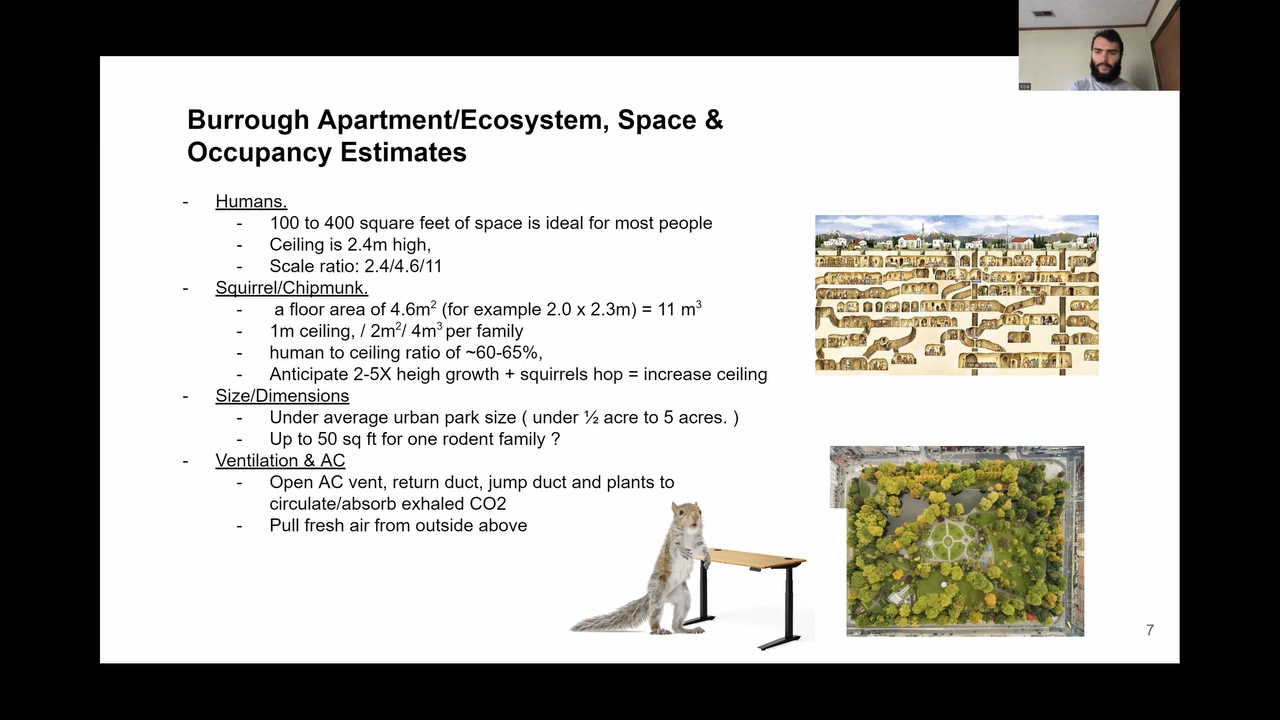 Burrough Apartment/Ecosystem, Space &
Occupancy Estimates
- Humans.
- 100 to 400 square feet of space is ideal for most people
- Ceiling is 2.4m high,
- Scale ratio: 2.4/4.6/11
- Squirrel/Chipmunk.
- a floor area of 4.6m² (for example 2.0 x 2.3m) = 11 m³
- 1m ceiling, / 2m²/ 4m³ per family
- human to ceiling ratio of ~60-65%,
- Anticipate 2-5X heigh growth + squirrels hop = increase ceiling
- Size/Dimensions
- Under average urban park size ( under ½ acre to 5 acres. )
- Up to 50 sq ft for one rodent family ?
- Ventilation & AC
- Open AC vent, return duct, jump duct and plants to
circulate/absorb exhaled CO2
- Pull fresh air from outside above
7